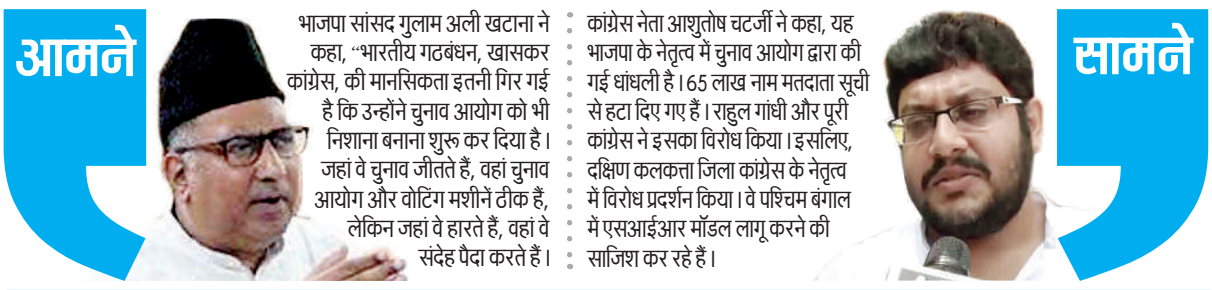 आमने
भाजपा सांसद गुलाम अली खटाना ने
कहा, “भारतीय गठबंधन, खासकर
कांग्रेस, की मानसिकता इतनी गिर गई
है कि उन्होंने चुनाव आयोग को भी
निशाना बनाना शुरू कर दिया है।
जहां वे चुनाव जीतते हैं, वहां चुनाव
आयोग और वोटिंग मशीनें ठीक हैं,
लेकिन जहां वे हारते हैं, वहां वे
संदेह पैदा करते हैं।
कांग्रेस नेता आशुतोष चटर्जी ने कहा, यह
भाजपा के नेतृत्व में चुनाव आयोग द्वारा की
गई धांधली है।65 लाख नाम मतदाता सूची
से हटा दिए गए हैं। राहुल गांधी और पूरी
कांग्रेस ने इसका विरोध किया। इसलिए,
दक्षिण कलकत्ता जिला कांग्रेस के नेतृत्व
में विरोध प्रदर्शन किया। वे पश्चिम बंगाल
में एसआईआर मॉडल लागू करने की
साजिश कर रहे हैं।
सामने